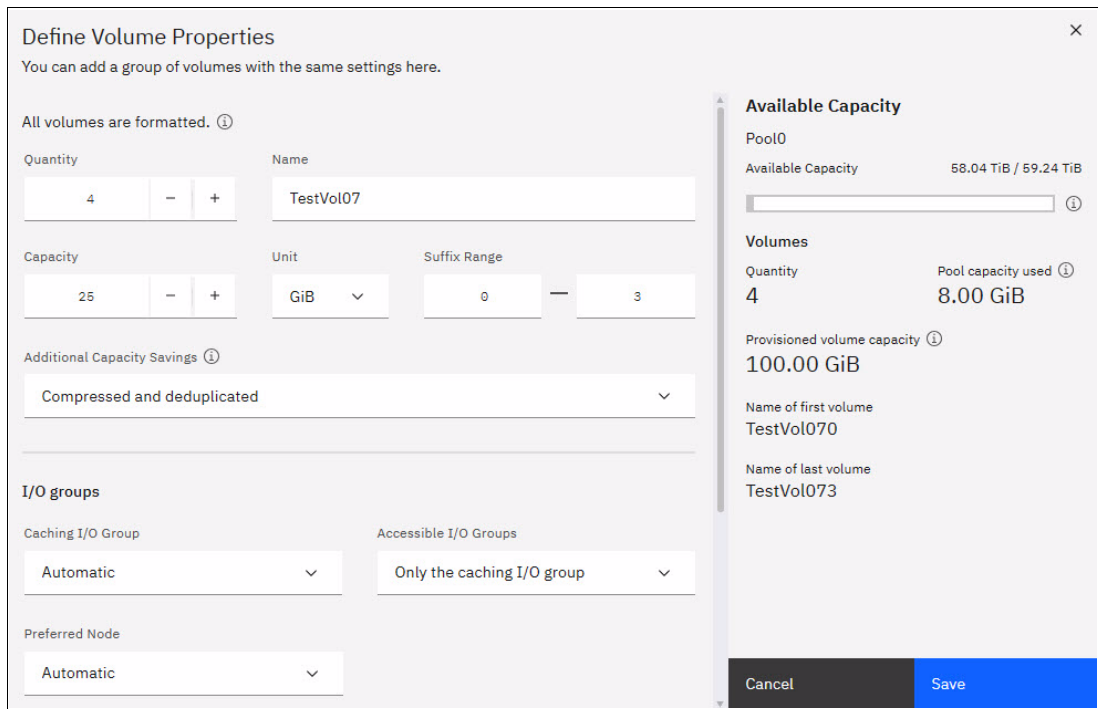 Define Volume Properties
You can add a group of volumes with the same settings here.
All volumes are formatted.
Quantity
Name
4
TestVol07
Capacity
Unit
Suffix Range
25
GiB
0
3
Additional Capacity Savings
Compressed and deduplicated
I/O groups
Caching I/O Group
Accessible I/O Groups
Automatic
Only the caching I/O group
Preferred Node
Automatic
Available Capacity
Pool0
Available Capacity
58.04 TiB / 59.24 TiB
Volumes
Quantity
Pool capacity used
4
8.00 GiB
Provisioned volume capacity
100.00 GiB
Name of first volume
TestVol070
Name of last volume
TestVol073
Cancel
Save